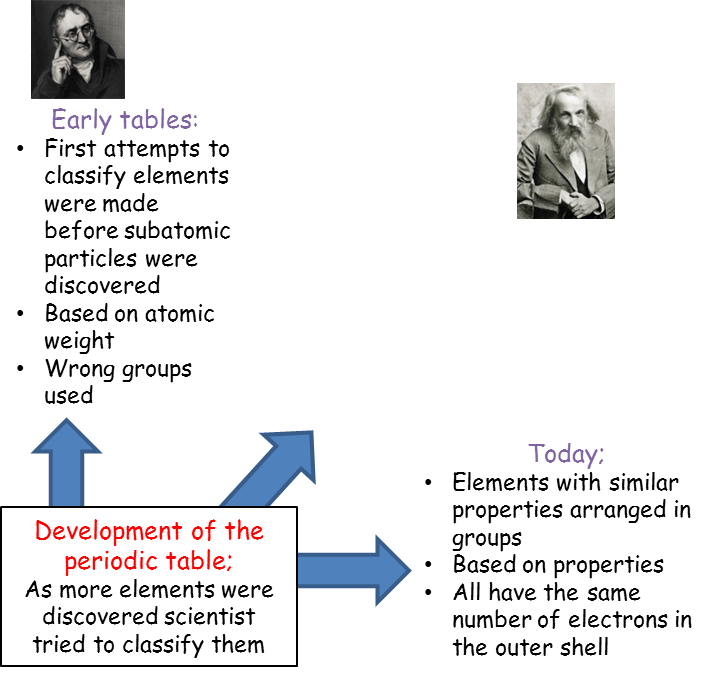 Early tables:
• First attempts to
classify elements
were made
before subatomic
particles were
discovered
• Based on atomic
weight
• Wrong groups
used
Development of the
periodic table;
As more elements were
discovered scientist
tried to classify them
Today;
• Elements with similar
properties arranged in
groups
• Based on properties
• All have the same
number of electrons in
the outer shell